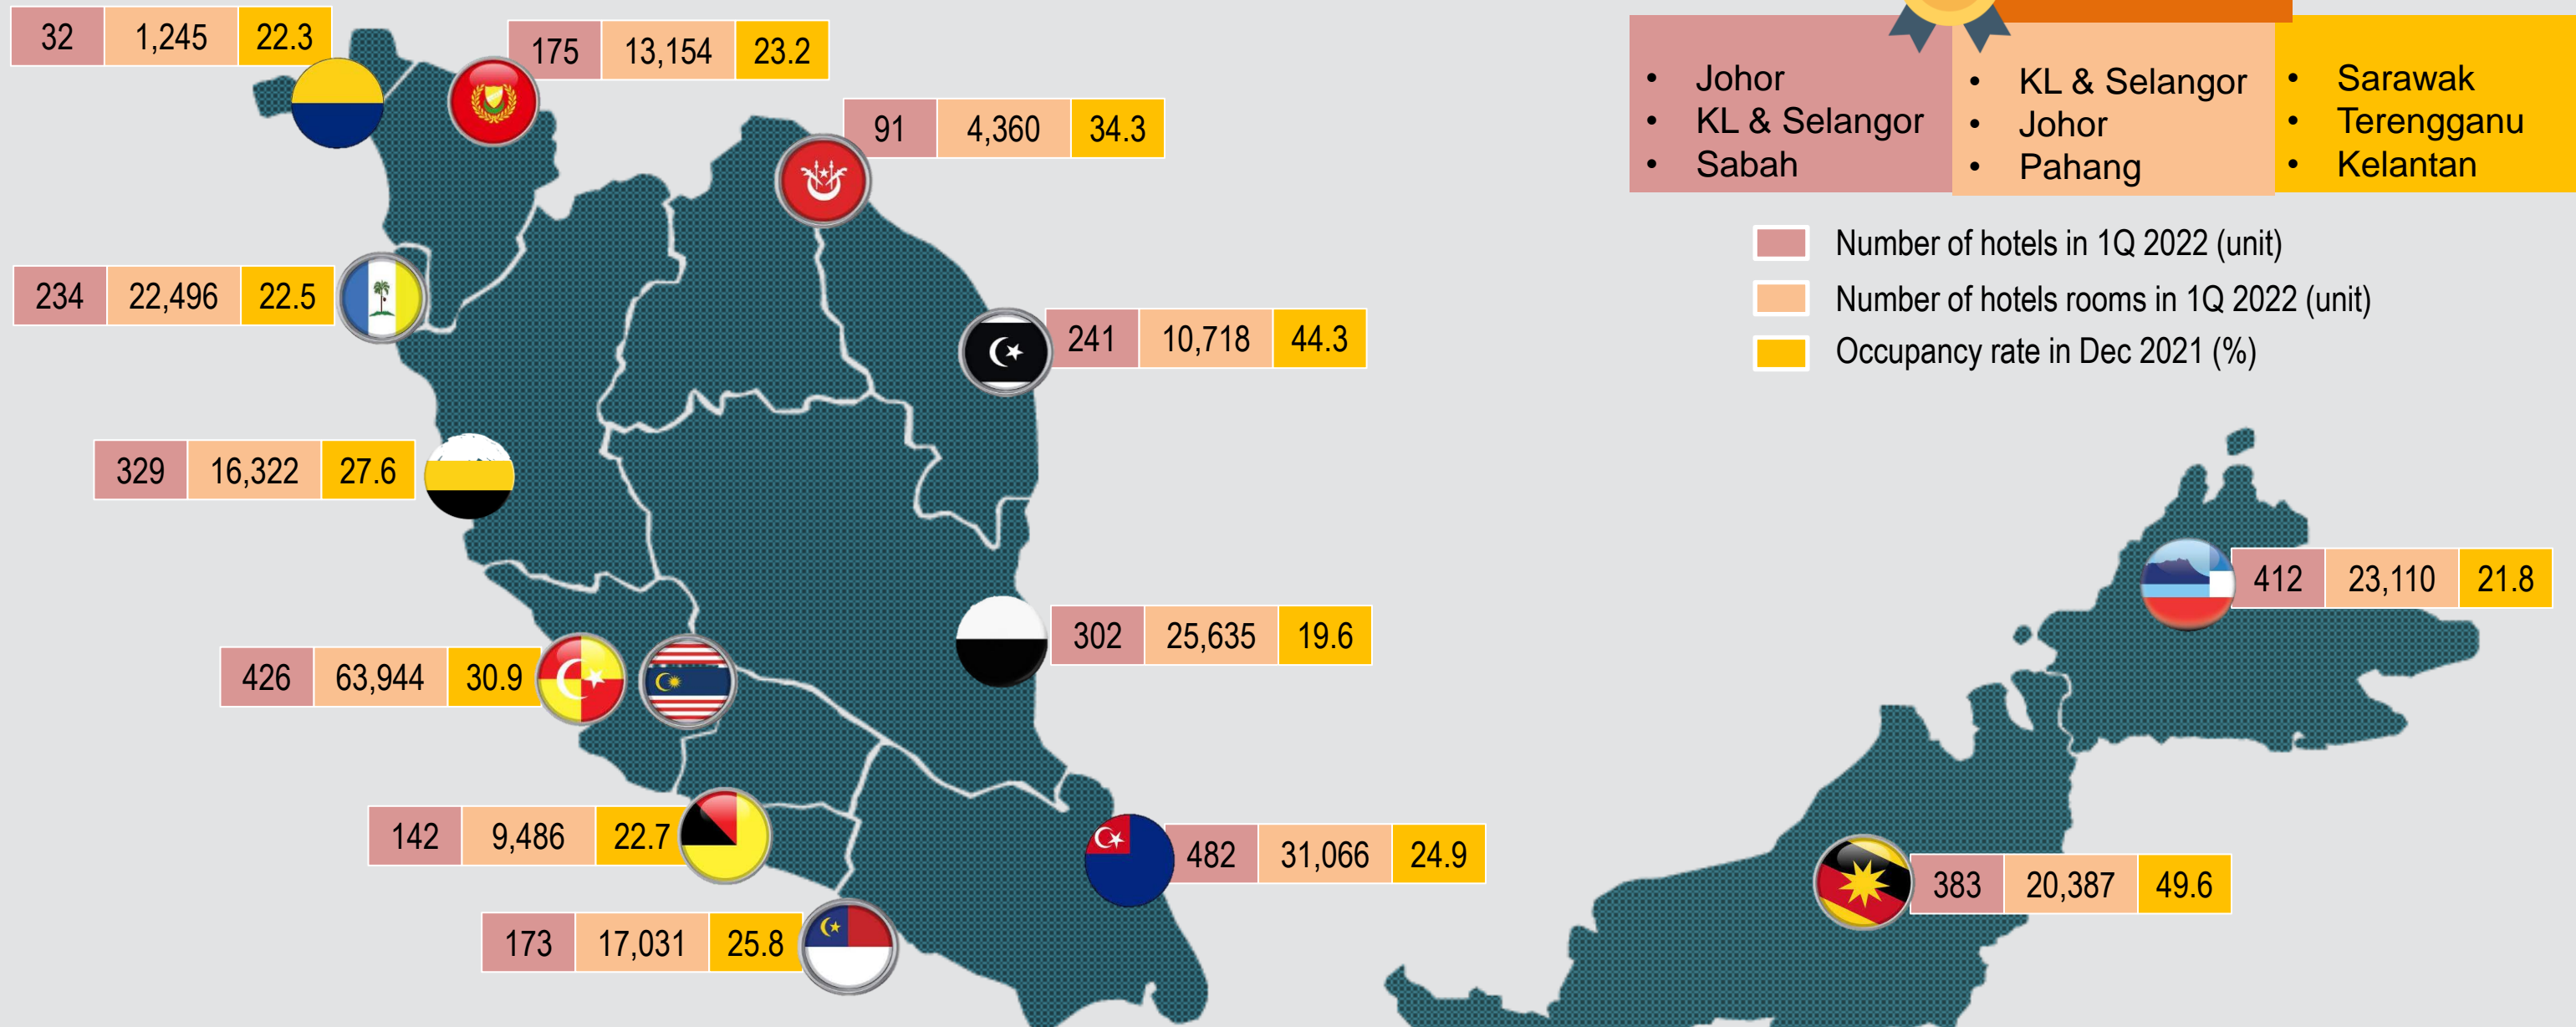 32 1,245 22.3
175 13,154 23.2
91 4,360 34.3
234 22,496 22.5
241 10,718 44.3
329 16,322 27.6
302 25,635 19.6
426 63,944 30.9
142 9,486 22.7
482 31,066 24.9
173 17,031 25.8
• Johor
• KL & Selangor
• Sabah
• KL & Selangor
• Johor
• Pahang
• Sarawak
• Terengganu
• Kelantan
Number of hotels in 1Q 2022 (unit)
Number of hotels rooms in 1Q 2022 (unit)
Occupancy rate in Dec 2021 (%)
412 23,110 21.8
383 20,387 49.6